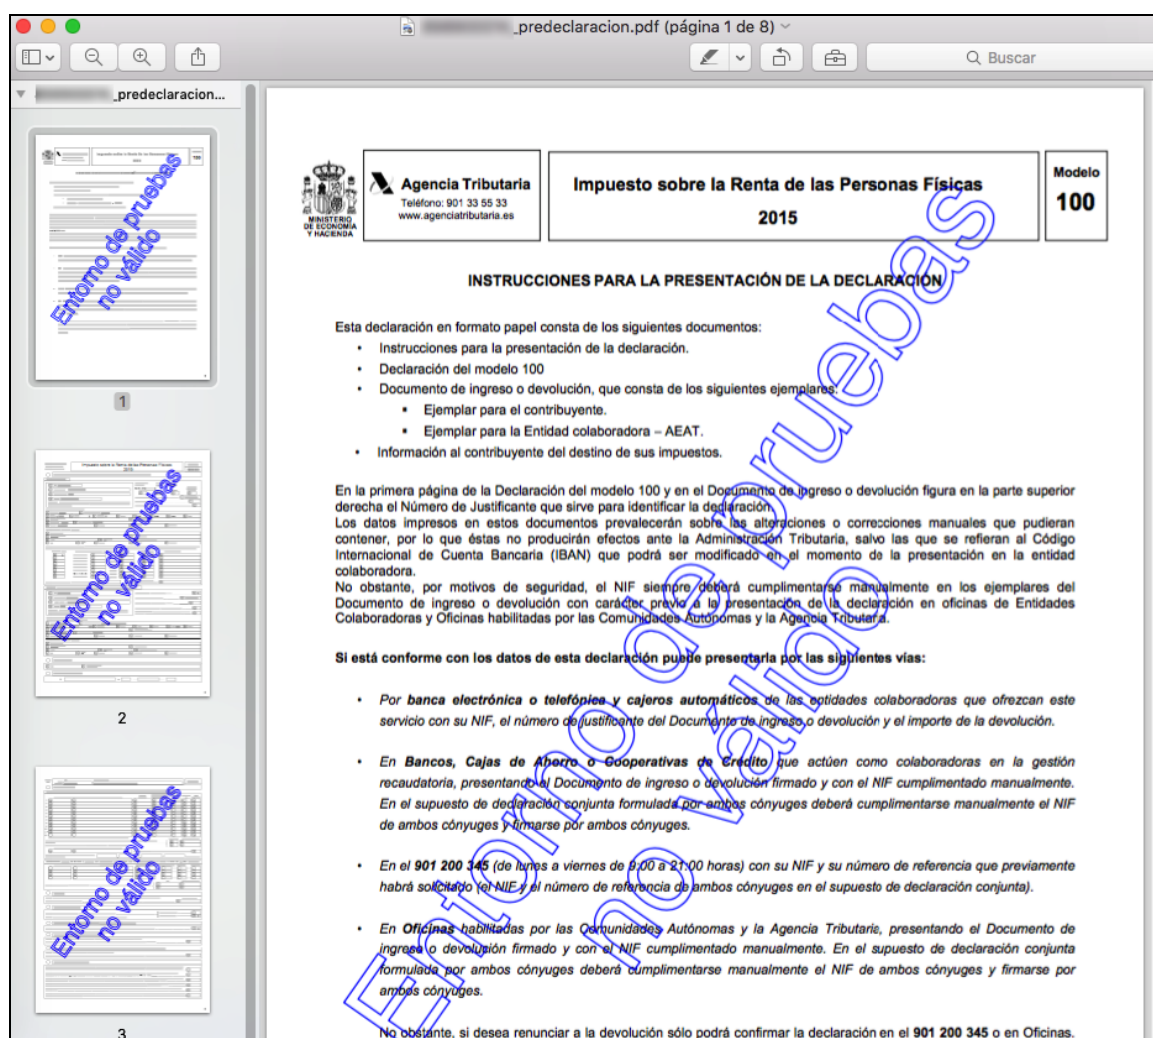 _predeclaracion.pdf (página 1 de 8)
Buscar
_predeclaracion...
1
2
3
MINISTERIO
DE ECONOMÍA
Y HACIENDA
Agencia Tributaria
Teléfono: 901 33 55 33
www.agenciatributaria.es
Impuesto sobre la Renta de las Personas Físicas
2015
Modelo
100
INSTRUCCIONES PARA LA PRESENTACIÓN DE LA DECLARACIÓN
Esta declaración en formato papel consta de los siguientes documentos:
• Instrucciones para la presentación de la declaración.
• Declaración del modelo 100
• Documento de ingreso o devolución, que consta de los siguientes ejemplares:
▪ Ejemplar para el contribuyente.
▪ Ejemplar para la Entidad colaboradora – AEAT.
• Información al contribuyente del destino de sus impuestos.
En la primera página de la Declaración del modelo 100 y en el Documento de ingreso o devolución figura en la parte superior
derecha el Número de Justificante que sirve para identificar la declaración.
Los datos impresos en estos documentos prevalecerán sobre las alteraciones o correcciones manuales que pudieran
contener, por lo que éstas no producirán efectos ante la Administración Tributaria, salvo las que se refieran al Código
Internacional de Cuenta Bancaria (IBAN) que podrá ser modificado en el momento de la presentación en la entidad
colaboradora.
No obstante, por motivos de seguridad, el NIF siempre deberá cumplimentarse manualmente en los ejemplares del
Documento de ingreso o devolución con carácter previo a la presentación de la declaración en oficinas de Entidades
Colaboradoras y Oficinas habilitadas por las Comunidades Autónomas y la Agencia Tributaria.
Si está conforme con los datos de esta declaración puede presentarla por las siguientes vías:
• Por banca electrónica o telefónica y cajeros automáticos de las entidades colaboradoras que ofrezcan este
servicio con su NIF, el número de justificante del Documento de ingreso o devolución y el importe de la devolución.
• En Bancos, Cajas de Ahorro o Cooperativas de Crédito que actúen como colaboradoras en la gestión
recaudatoria, presentando el Documento de ingreso o devolución firmado y con el NIF cumplimentado manualmente.
En el supuesto de declaración conjunta formulada por ambos cónyuges deberá cumplimentarse manualmente el NIF
de ambos cónyuges y firmarse por ambos cónyuges.
• En el 901 200 345 (de lunes a viernes de 9:00 a 21:00 horas) con su NIF y su número de referencia que previamente
habrá solicitado (el NIF y el número de referencia de ambos cónyuges en el supuesto de declaración conjunta).
• En Oficinas habilitadas por las Comunidades Autónomas y la Agencia Tributaria, presentando el Documento de
ingreso o devolución firmado y con el NIF cumplimentado manualmente. En el supuesto de declaración conjunta
formulada por ambos cónyuges deberá cumplimentarse manualmente el NIF de ambos cónyuges y firmarse por
ambos cónyuges.
No obstante, si desea renunciar a la devolución sólo podrá confirmar la declaración en el 901 200 345 o en Oficinas.
Entorno de pruebas
no válido
Entorno de pruebas
no válido
Entorno de pruebas
no válido
Entorno de pruebas
no válido